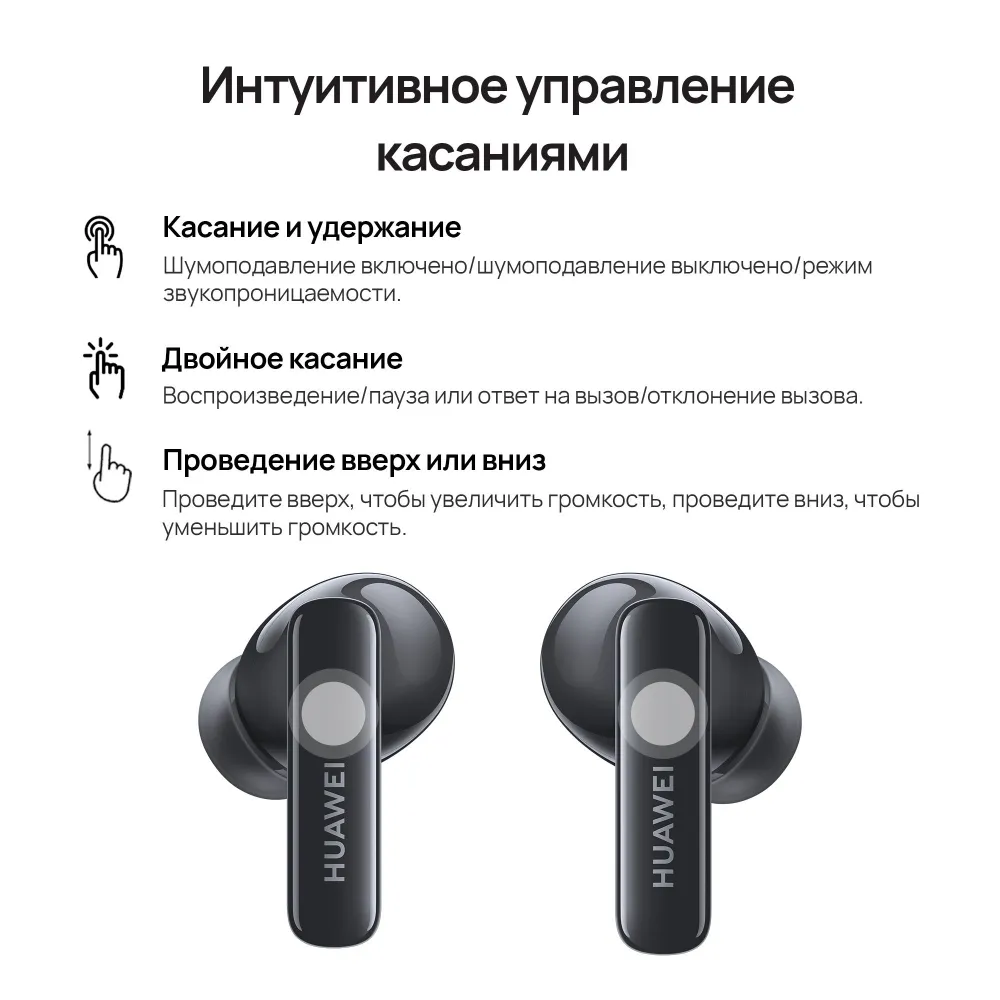 Интуитивное управление
касаниями
Касание и удержание
Шумоподавление включено/шумоподавление выключено/режим
звукопроницаемости.
Двойное касание
Воспроизведение/пауза или ответ на вызов/отклонение вызова.
Проведение вверх или вниз
Проведите вверх, чтобы увеличить громкость, проведите вниз, чтобы
уменьшить громкость.
HUAWEI
HUAWEI